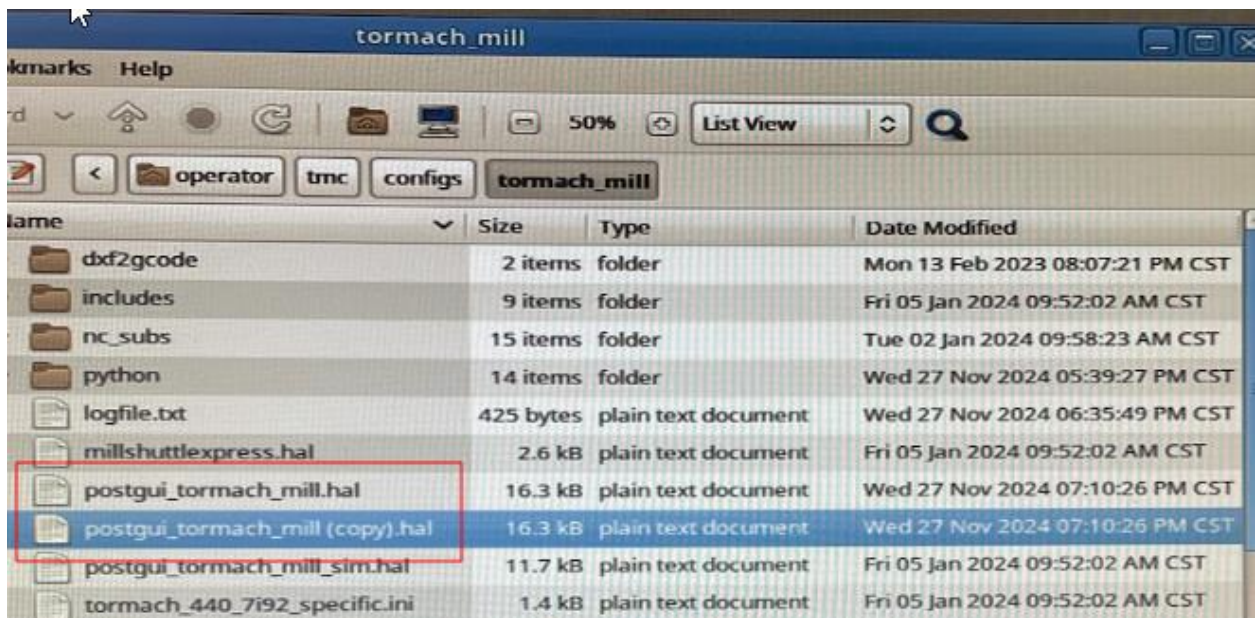 tormach_mill
kmarks Help
rd 50% List View
operator tmc configs tormach_mill
lame Size Type Date Modified
dxf2gcode 2 items folder Mon 13 Feb 2023 08:07:21 PM CST
includes 9 items folder Fri 05 Jan 2024 09:52:02 AM CST
nc_subs 15 items folder Tue 02 Jan 2024 09:58:23 AM CST
python 14 items folder Wed 27 Nov 2024 05:39:27 PM CST
logfile.txt 425 bytes plain text document Wed 27 Nov 2024 06:35:49 PM CST
millshuttlexpress.hal 2.6 kB plain text document Fri 05 Jan 2024 09:52:02 AM CST
postgui_tormach_mill.hal 16.3 kB plain text document Wed 27 Nov 2024 07:10:26 PM CST
postgui_tormach_mill (copy).hal 16.3 kB plain text document Wed 27 Nov 2024 07:10:26 PM CST
postgui_tormach_mill_sim.hal 11.7 kB plain text document Fri 05 Jan 2024 09:52:02 AM CST
tormach_440_7i92_specific.ini 1.4 kB plain text document Fri 05 Jan 2024 09:52:02 AM CST